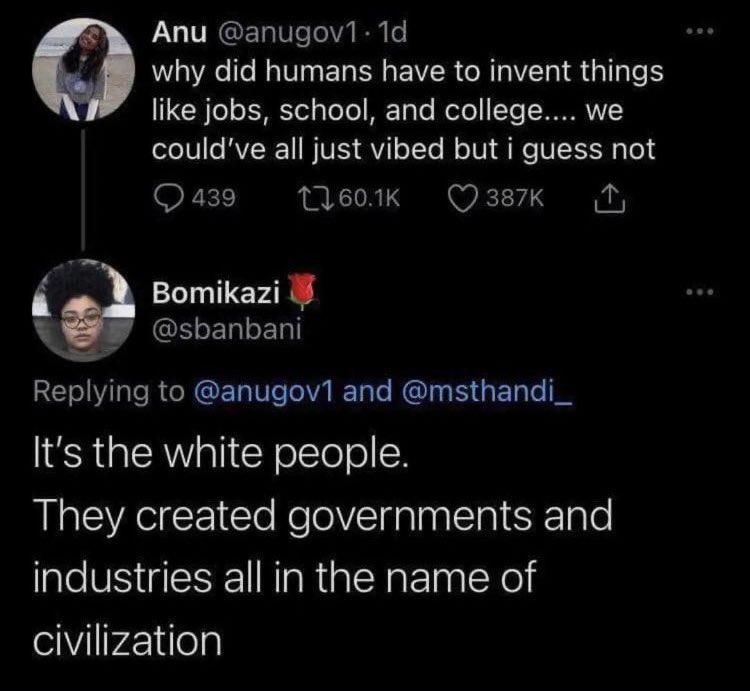 Anu @anugov1 · 1d
why did humans have to invent things
like jobs, school, and college.... we
could've all just vibed but i guess not
439 60.1K 387K
Bomikazi🌹
@sbanbani
Replying to @anugov1 and @msthandi_
It's the white people.
They created governments and
industries all in the name of
civilization